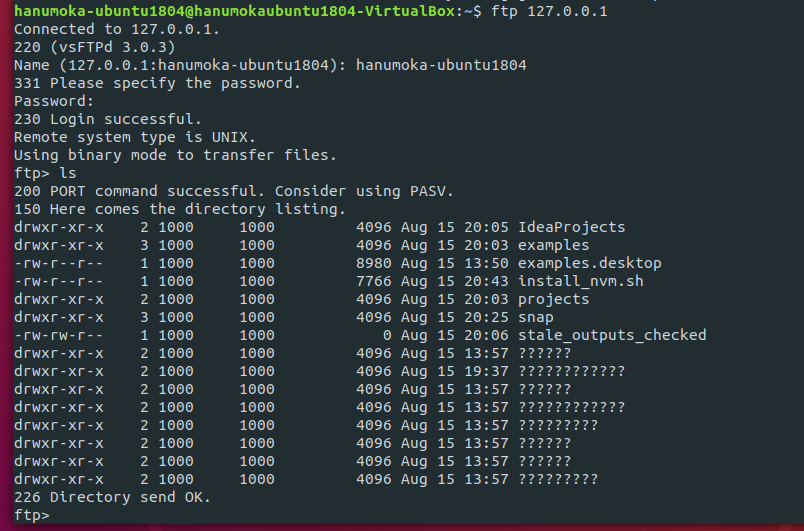 hanumoka-ubuntu1804@hanumokaubuntu1804-VirtualBox:~$ ftp 127.0.0.1
Connected to 127.0.0.1.
220 (vsFTPd 3.0.3)
Name (127.0.0.1:hanumoka-ubuntu1804): hanumoka-ubuntu1804
331 Please specify the password.
Password:
230 Login successful.
Remote system type is UNIX.
Using binary mode to transfer files.
ftp> ls
200 PORT command successful. Consider using PASV.
150 Here comes the directory listing.
drwxr-xr-x    2 1000     1000         4096 Aug 15 20:05 IdeaProjects
drwxr-xr-x    3 1000     1000         4096 Aug 15 20:03 examples
-rw-r--r--    1 1000     1000         8980 Aug 15 13:50 examples.desktop
-rw-r--r--    1 1000     1000         7766 Aug 15 20:43 install_nvm.sh
drwxr-xr-x    2 1000     1000         4096 Aug 15 20:03 projects
drwxr-xr-x    3 1000     1000         4096 Aug 15 20:25 snap
-rw-rw-r--    1 1000     1000            0 Aug 15 20:06 stale_outputs_checked
drwxr-xr-x    2 1000     1000         4096 Aug 15 13:57 ??????
drwxr-xr-x    2 1000     1000         4096 Aug 15 19:37 ????????????
drwxr-xr-x    2 1000     1000         4096 Aug 15 13:57 ??????
drwxr-xr-x    2 1000     1000         4096 Aug 15 13:57 ????????????
drwxr-xr-x    2 1000     1000         4096 Aug 15 13:57 ?????????
drwxr-xr-x    2 1000     1000         4096 Aug 15 13:57 ??????
drwxr-xr-x    2 1000     1000         4096 Aug 15 13:57 ??????
drwxr-xr-x    2 1000     1000         4096 Aug 15 13:57 ?????????
226 Directory send OK.
ftp>